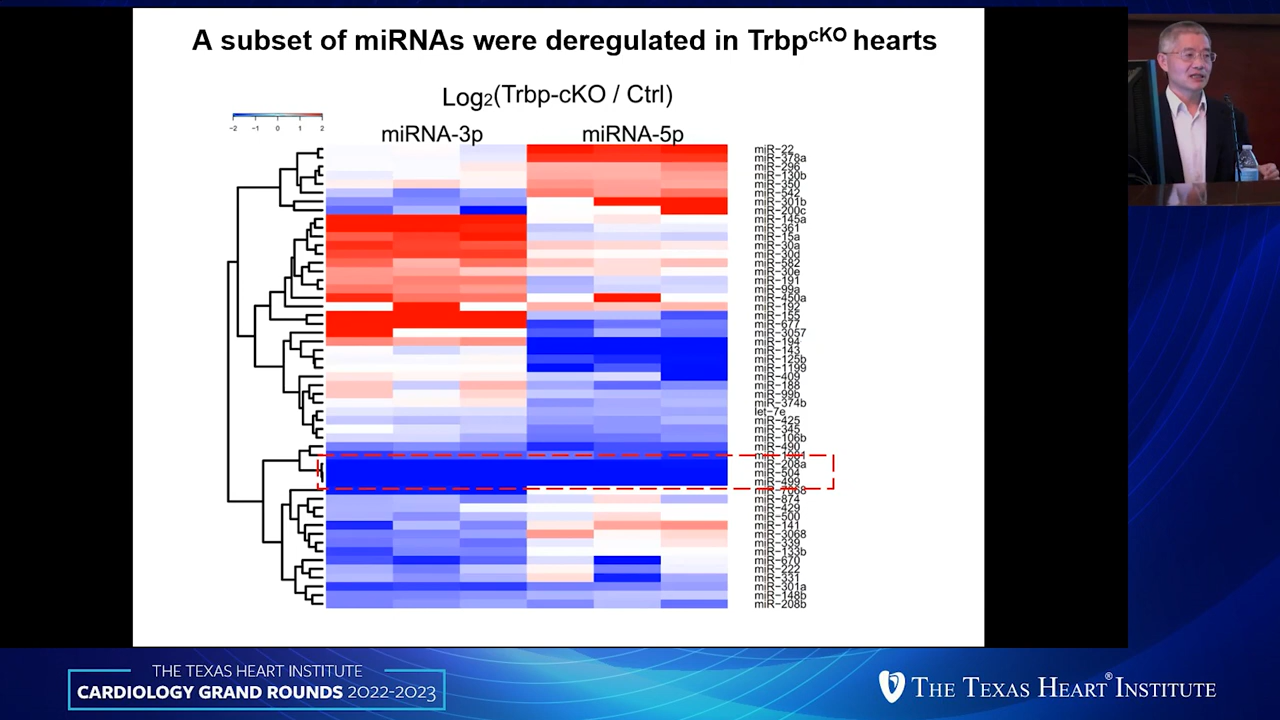 A subset of miRNAs were deregulated in Trbpcᴷᴼ hearts
Log₂(Trbp-cKO / Ctrl)
−2 −1 0 1 2
miRNA-3p miRNA-5p
miR−22
miR−378a
miR−296
miR−130b
miR−350
miR−542
miR−301b
miR−200c
miR−145a
miR−361
miR−15a
miR−30a
miR−30d
miR−582
miR−30e
miR−191
miR−99a
miR−450a
miR−192
miR−155
miR−677
miR−3057
miR−194
miR−143
miR−125b
miR−1199
miR−409
miR−188
miR−99b
miR−374b
let−7e
miR−425
miR−345
miR−106b
miR−490
miR−1981
miR−208a
miR−504
miR−499
miR−7068
miR−874
miR−429
miR−500
miR−141
miR−3068
miR−339
miR−133b
miR−670
miR−222
miR−331
miR−301a
miR−148b
miR−208b
THE TEXAS HEART INSTITUTE
CARDIOLOGY GRAND ROUNDS 2022-2023
THE TEXAS HEART® INSTITUTE